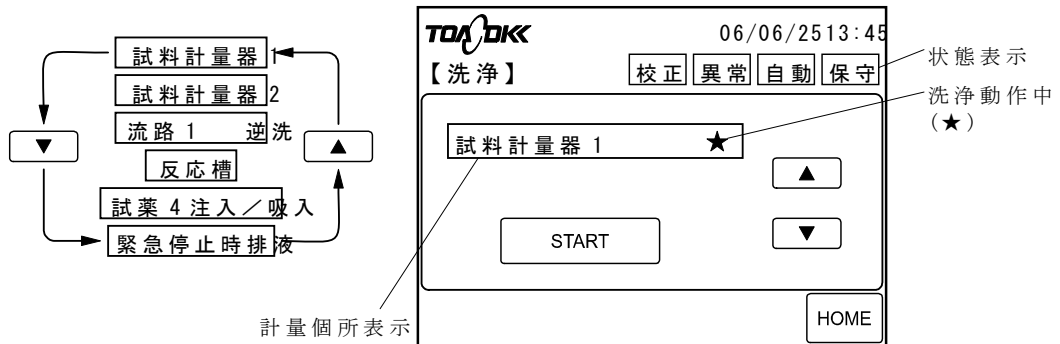 試料計量器 1
試料計量器 2
流路 1 逆洗
反応槽
試薬 4 注入／吸入
緊急停止時排液
▼
▲
TOADKK
06/06/25 13:45
【洗浄】
校正 異常 自動 保守
試料計量器 1 ★
▲
START
▼
HOME
状態表示
洗浄動作中
(★)
計量個所表示